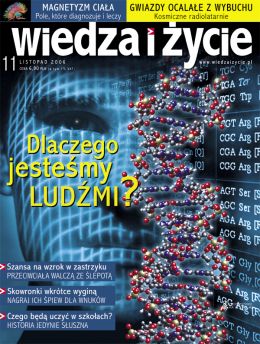 MAGNETYZM CIAŁA
Pole, które diagnozuje i leczy
GWIAZDY OCALAŁE Z WYBUCHU
Kosmiczne radiolatarnie
wiedza i życie
11
LISTOPAD 2006
www.wiedzaizycie.pl
Dlaczego
jesteśmy
LUDŹMI?
Szansa na wzrok w zastrzyku
PRZECIWCIAŁA WALCZĄ ZE ŚLEPOTĄ
Skowronki wkrótce wyginą
NAGRAJ ICH ŚPIEW DLA WNUKÓW
Czego będą uczyć w szkołach?
HISTORIA JEDYNIE SŁUSZNA